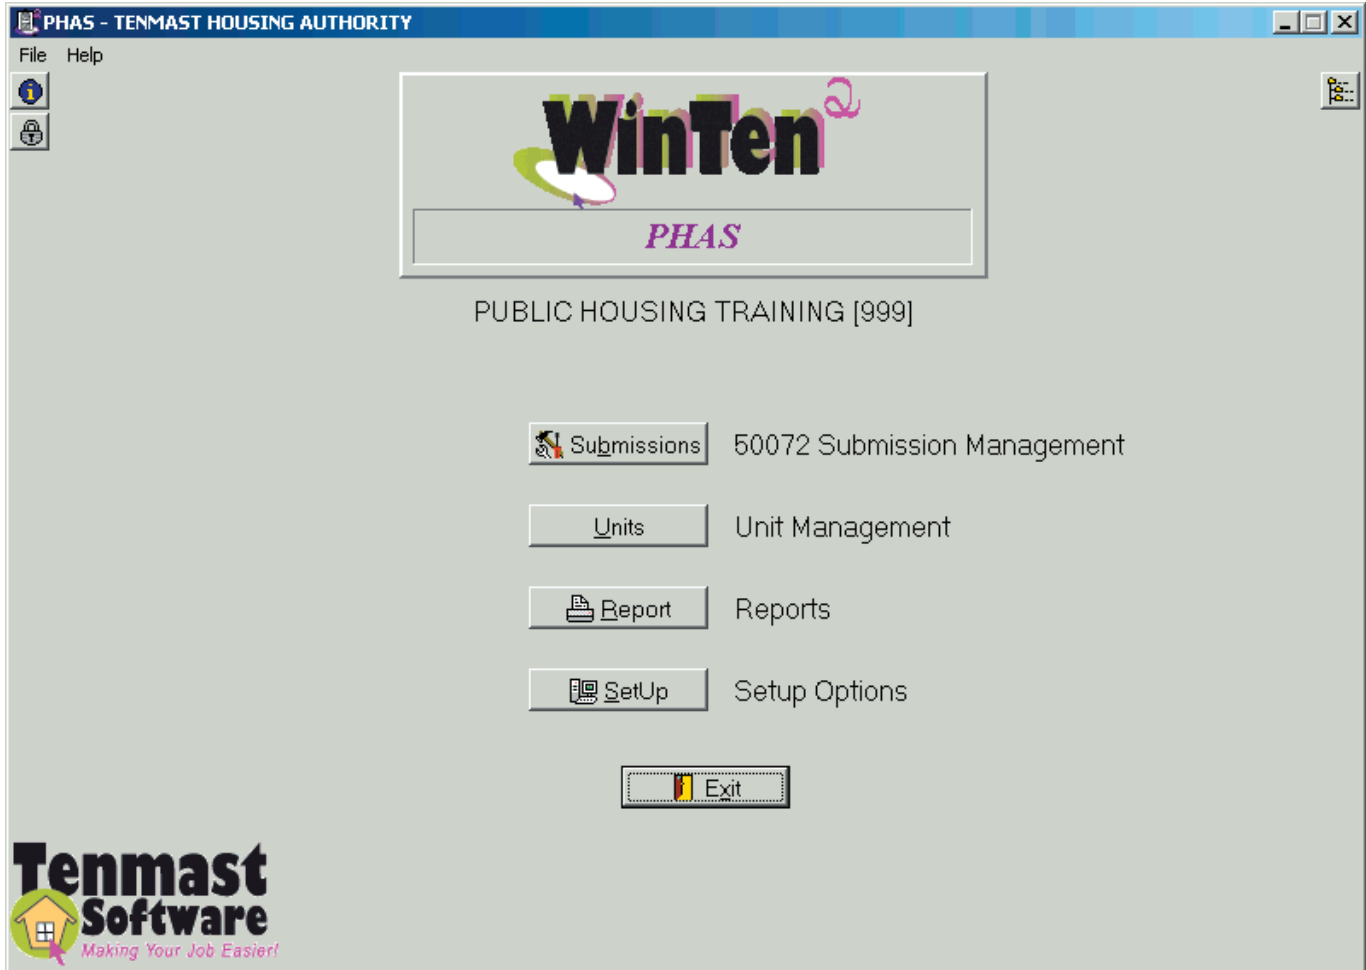 PHAS - TENMAST HOUSING AUTHORITY
File Help
WinTen2
PHAS
PUBLIC HOUSING TRAINING [999]
Submissions 50072 Submission Management
Units Unit Management
Report Reports
SetUp Setup Options
Exit
Tenmast
Software
Making Your Job Easier!